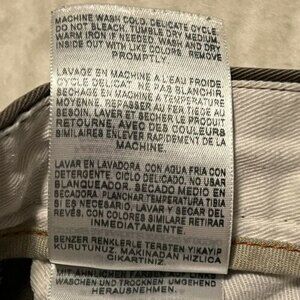 MACHINE WASH COLD. DELICATE CYCLE.
DO NOT BLEACH. TUMBLE DRY MEDIUM.
WARM IRON IF NEEDED. WASH AND DRY
INSIDE OUT WITH LIKE COLORS. REMOVE
PROMPTLY.
LAVAGE EN MACHINE A L'EAU FROIDE.
CYCLE DELICAT. NE PAS BLANCHIR.
SECHAGE EN MACHINE A TEMPERATURE
MOYENNE. REPASSER AU FER TIEDE AU
BESOIN. LAVER ET SECHER LE PRODUIT
RETOURNE, AVEC DES COULEURS
SIMILAIRES ENLEVER RAPIDEMENT DE LA
MACHINE.
LAVAR EN LAVADORA CON AQUA FRIA CON
DETERGENTE. CICLO DELICADO. NO USAR
BLANQUEADOR. SECADO MEDIO EN
SECADORA. PLANCHAR TEMPERATURA TIBIA
SI ES NECESARIO. LAVAR Y SECAR DEL
REVÉS. CON COLORES SIMILARE RETIRAR
INMEDIATAMENTE.
BENZER RENKLERLE TERSTEN YIKAYIP
KURUTUNUZ. MAKINADAN HIZLICA
CIKARTINIZ.
MIT ÄHNLICHEN FARBEN AUF LINKS
WASCHEN UND TROCKNEN UMGEHEND
HERAUSNEHMEN.